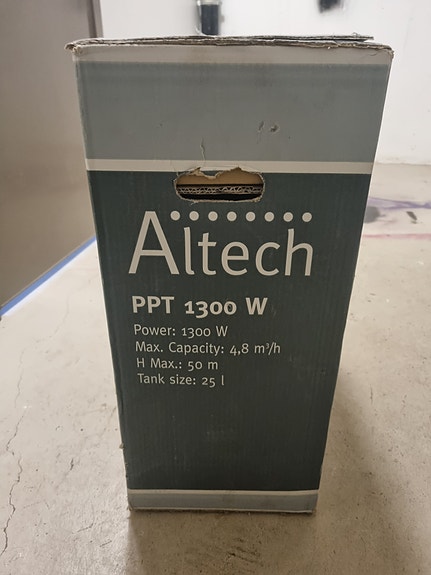 Altech
PPT 1300 W
Power: 1300 W
Max. Capacity: 4,8 m³/h
H Max.: 50 m
Tank size: 25 l